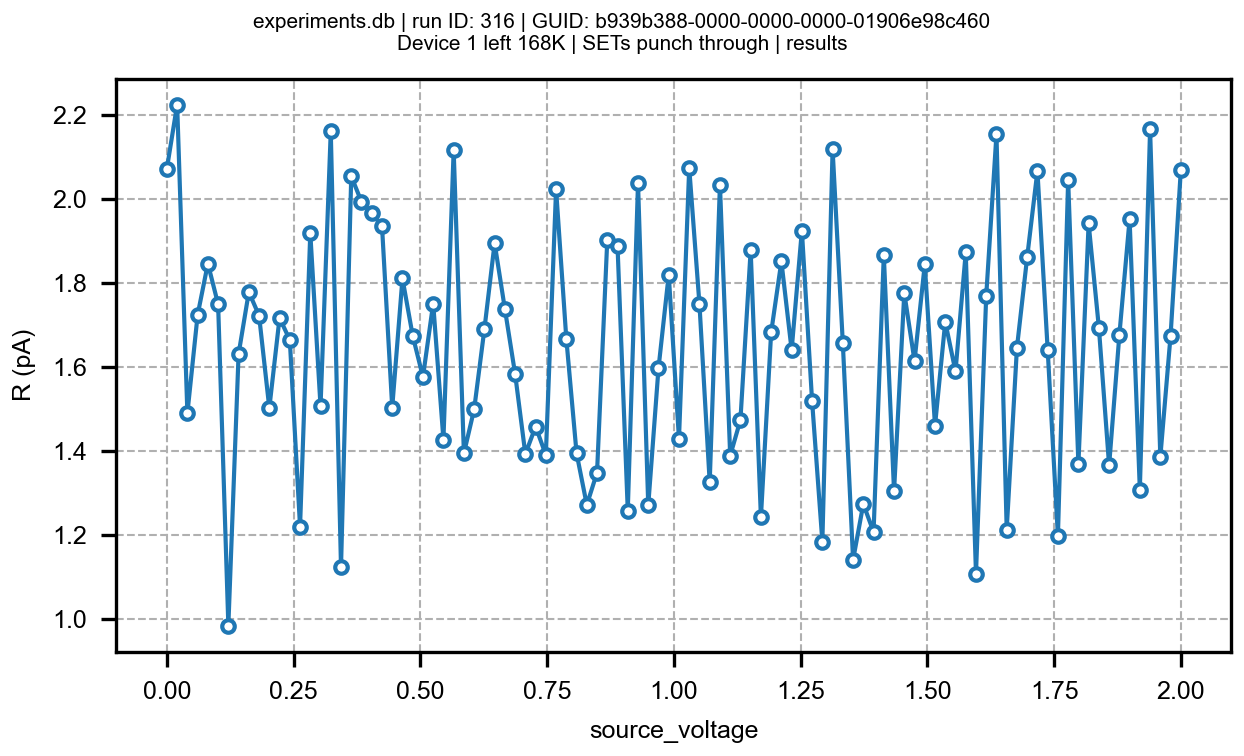 experiments.db | run ID: 316 | GUID: b939b388-0000-0000-0000-01906e98c460
Device 1 left 168K | SETs punch through | results
R (pA)
2.2
2.0
1.8
1.6
1.4
1.2
1.0
0.00 0.25 0.50 0.75 1.00 1.25 1.50 1.75 2.00
source_voltage